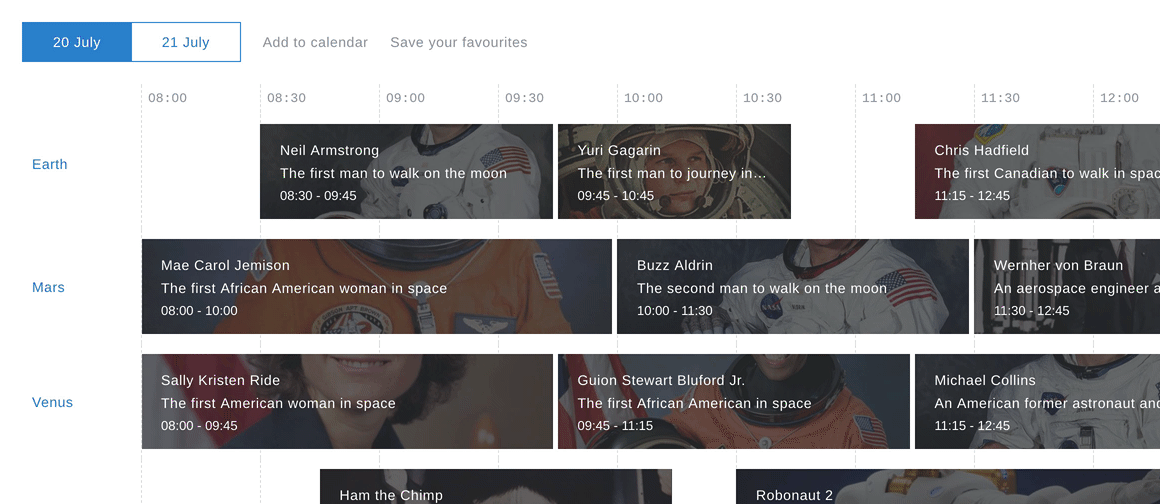 20 July
21 July
Add to calendar
Save your favourites
08:00
08:30
09:00
09:30
10:00
10:30
11:00
11:30
12:00
Earth
Neil Armstrong
The first man to walk on the moon
08:30 - 09:45
Yuri Gagarin
The first man to journey in...
09:45 - 10:45
Chris Hadfield
The first Canadian to walk in spac
11:15 - 12:45
Mars
Mae Carol Jemison
The first African American woman in space
08:00 - 10:00
Buzz Aldrin
The second man to walk on the moon
10:00 - 11:30
Wernher von Braun
An aerospace engineer a
11:30 - 12:45
Venus
Sally Kristen Ride
The first American woman in space
08:00 - 09:45
Guion Stewart Bluford Jr.
The first African American in space
09:45 - 11:15
Michael Collins
An American former astronaut and
11:15 - 12:45
Ham the Chimp
Robonaut 2